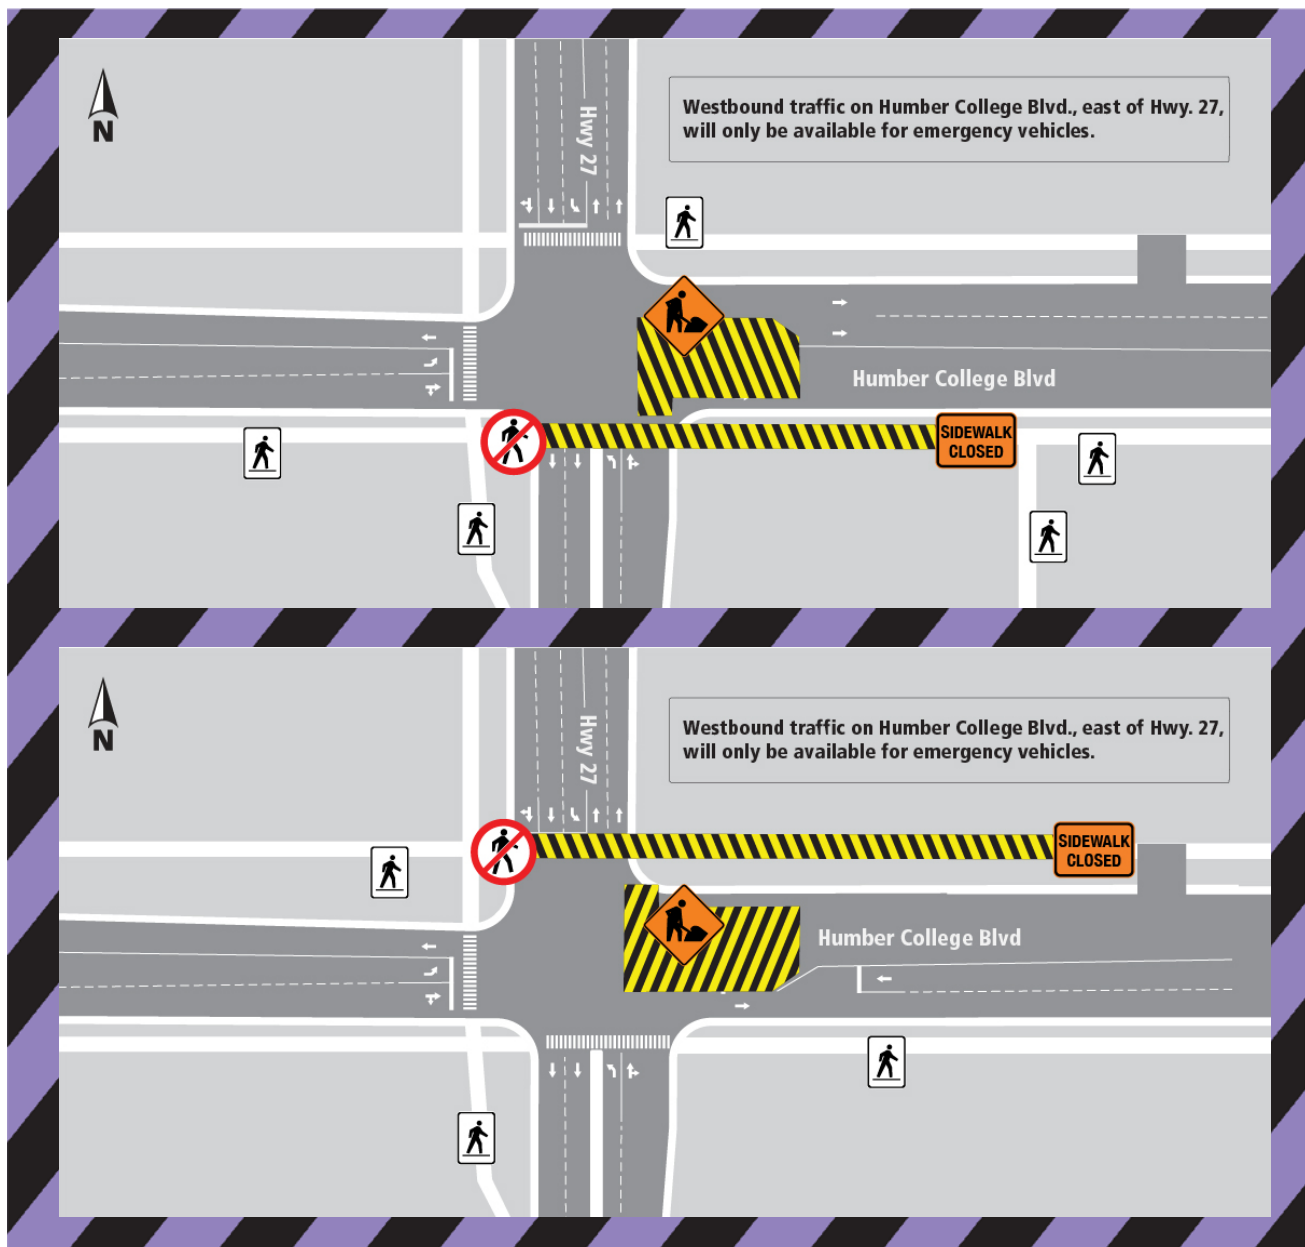 N
Hwy 27
Westbound traffic on Humber College Blvd., east of Hwy. 27,
will only be available for emergency vehicles.
Humber College Blvd
SIDEWALK
CLOSED
N
Hwy 27
Westbound traffic on Humber College Blvd., east of Hwy. 27,
will only be available for emergency vehicles.
SIDEWALK
CLOSED
Humber College Blvd